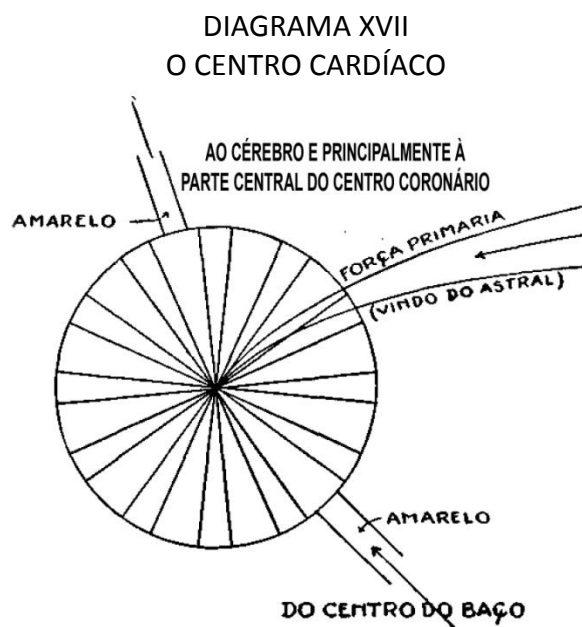 DIAGRAMA XVII
O CENTRO CARDÍACO
AO CÉREBRO E PRINCIPALMENTE À
PARTE CENTRAL DO CENTRO CORONÁRIO
AMARELO
FORÇA PRIMARIA
(VINDO DO ASTRAL)
AMARELO
DO CENTRO DO BAÇO